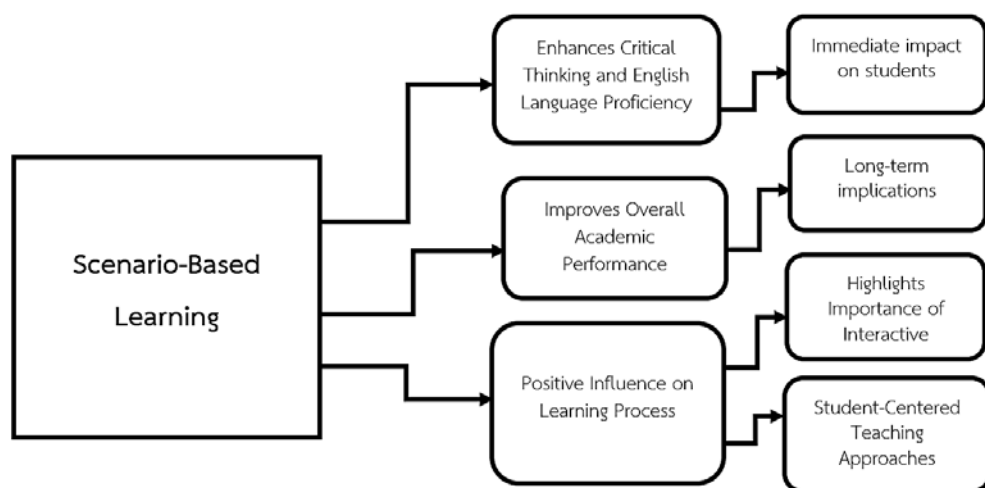 Scenario-Based
Learning
Enhances Critical
Thinking and English
Language Proficiency
Immediate impact
on students
Improves Overall
Academic
Performance
Long-term
implications
Positive Influence on
Learning Process
Highlights
Importance of
Interactive
Student-Centered
Teaching
Approaches